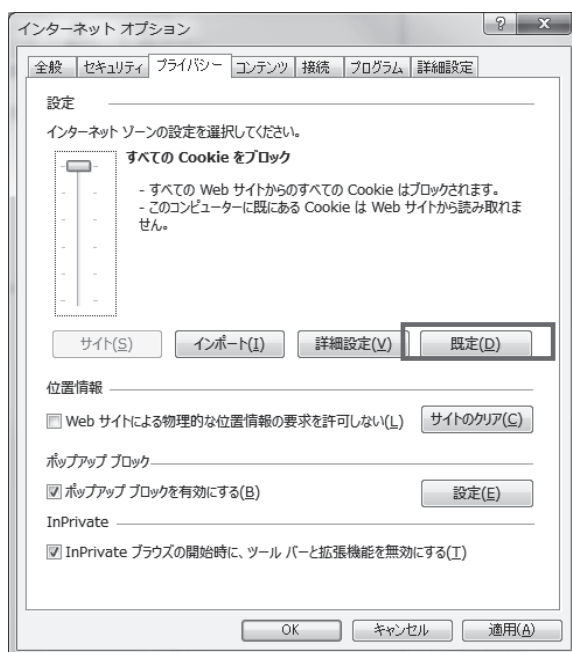 インターネット オプション
全般 セキュリティ プライバシー コンテンツ 接続 プログラム 詳細設定
設定
インターネット ゾーンの設定を選択してください。
すべての Cookie をブロック
- すべての Web サイトからのすべての Cookie はブロックされます。
- このコンピューターに既にある Cookie は Web サイトから読み取れま
せん。
サイト(S) インポート(I) 詳細設定(V) 既定(D)
位置情報
Web サイトによる物理的な位置情報の要求を許可しない(L) サイトのクリア(C)
ポップアップ ブロック
ポップアップ ブロックを有効にする(B) 設定(E)
InPrivate
InPrivate ブラウズの開始時に、ツール バーと拡張機能を無効にする(T)
OK キャンセル 適用(A)